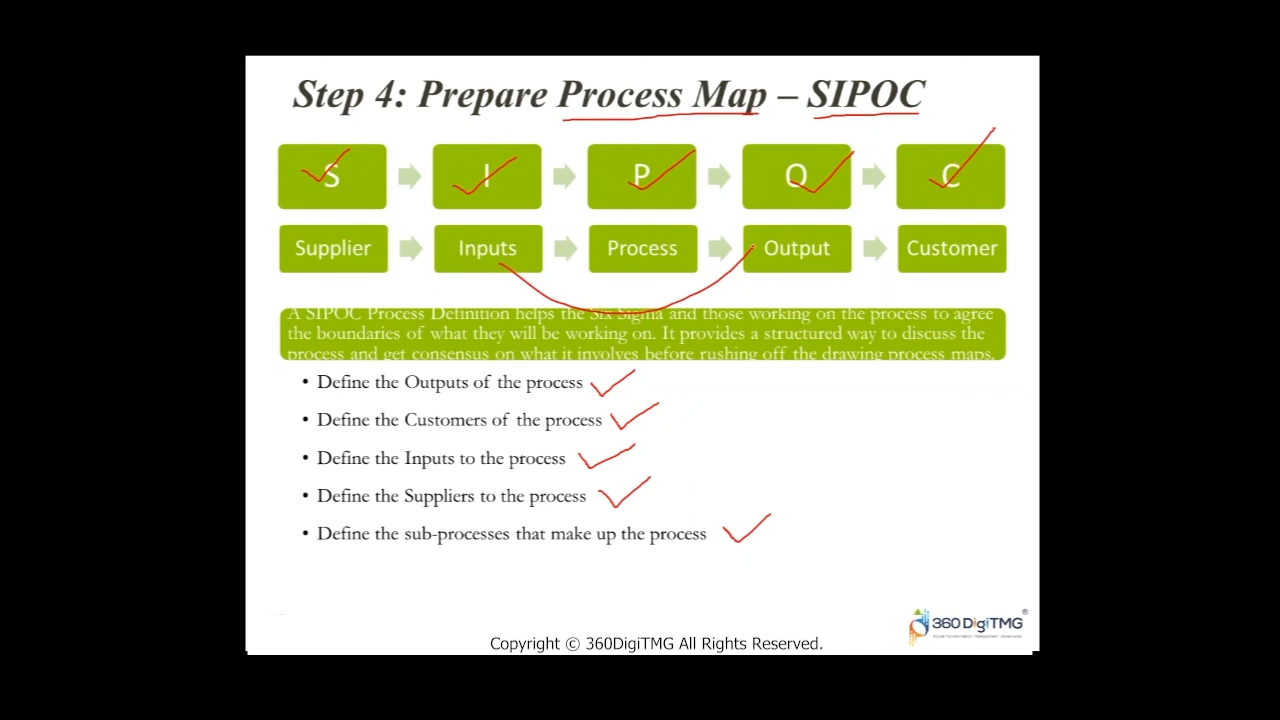 Step 4: Prepare Process Map – SIPOC
S I P O C
Supplier Inputs Process Output Customer
A SIPOC Process Definition helps the Six Sigma and those working on the process to agree
the boundaries of what they will be working on. It provides a structured way to discuss the
process and get consensus on what it involves before rushing off the drawing process maps.
• Define the Outputs of the process
• Define the Customers of the process
• Define the Inputs to the process
• Define the Suppliers to the process
• Define the sub-processes that make up the process
360DigiTMG®
Copyright © 360DigiTMG All Rights Reserved.